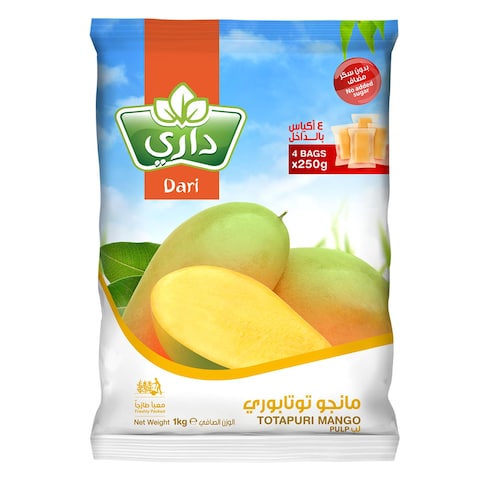 داري
Dari
بدون سكر
مضاف
No added
sugar
٤ أكياس
بالداخل
4 BAGS
x250g
مانجو توتابوري
TOTAPURI MANGO
PULP لب
معبأ طازجاً
Freshly Packed
Net Weight 1kg ℮ الوزن الصافي